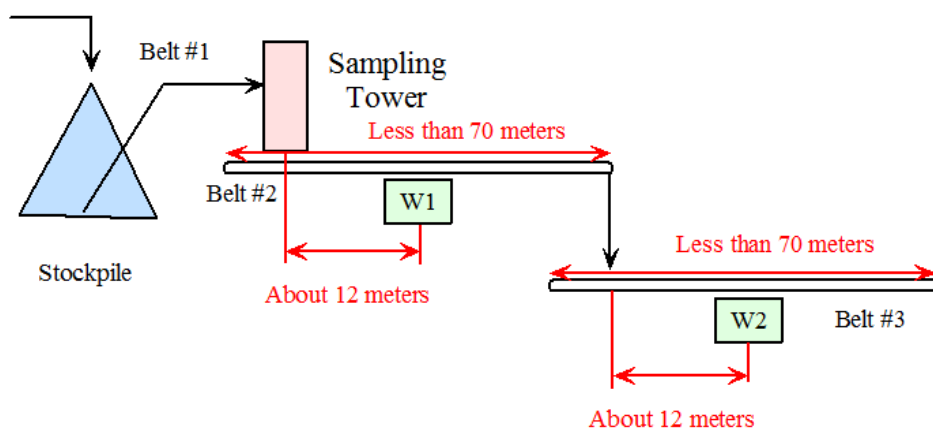 Belt #1
Sampling
Tower
Less than 70 meters
Belt #2
W1
Stockpile
About 12 meters
Less than 70 meters
W2
Belt #3
About 12 meters